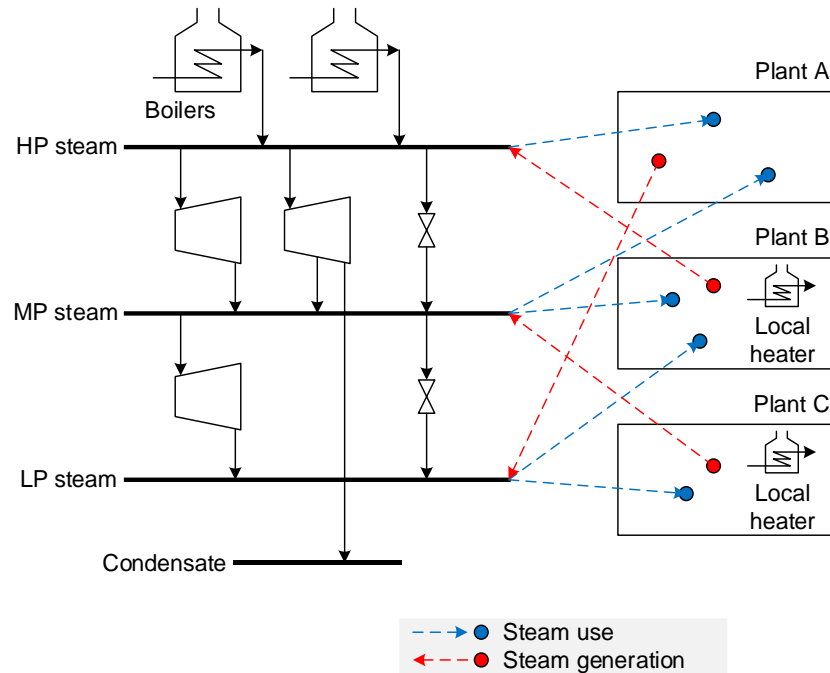 Plant A
Boilers
HP steam
Plant B
MP steam
Local
heater
Plant C
LP steam
Local
heater
Condensate
Steam use
Steam generation